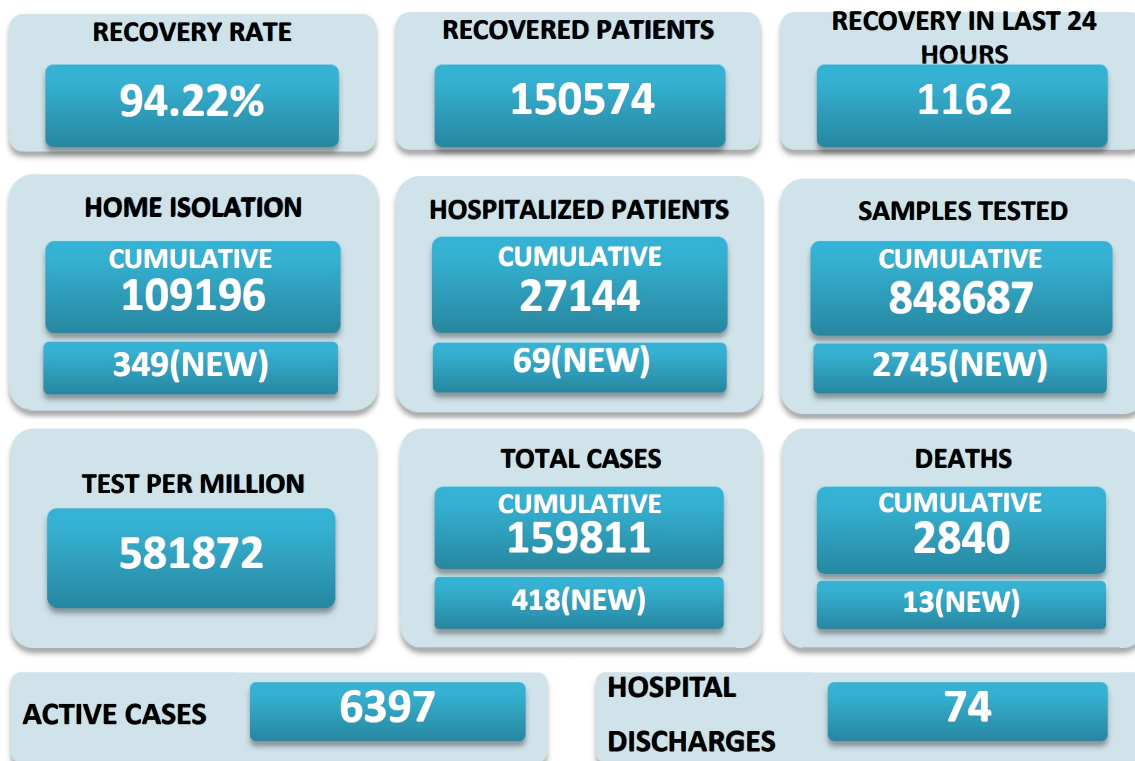 RECOVERY RATE
94.22%
RECOVERED PATIENTS
150574
RECOVERY IN LAST 24
HOURS
1162
HOME ISOLATION
CUMULATIVE
109196
349(NEW)
HOSPITALIZED PATIENTS
CUMULATIVE
27144
69(NEW)
SAMPLES TESTED
CUMULATIVE
848687
2745(NEW)
TEST PER MILLION
581872
TOTAL CASES
CUMULATIVE
159811
418(NEW)
DEATHS
CUMULATIVE
2840
13(NEW)
ACTIVE CASES
6397
HOSPITAL
DISCHARGES
74